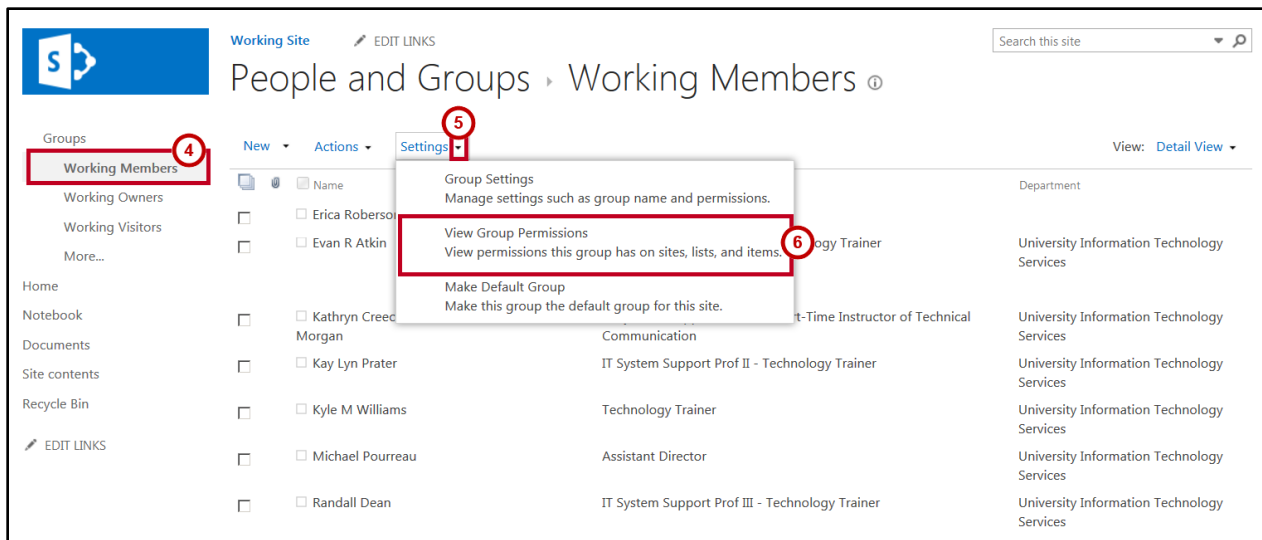 S
Working Site
EDIT LINKS
Search this site
People and Groups
Working Members
Groups
4
Working Members
Working Owners
Working Visitors
More...
Home
Notebook
Documents
Site contents
Recycle Bin
EDIT LINKS
New
Actions
5
Settings
View: Detail View
Group Settings
Manage settings such as group name and permissions.
View Group Permissions
View permissions this group has on sites, lists, and items.
6
Make Default Group
Make this group the default group for this site.
Name
Department
Erica
Evan R Atkin
Trainer
University Information Technology
Services
Kathryn
Morgan
Instructor of Technical
Communication
University Information Technology
Services
Kay Lyn Prater
IT System Support Prof II - Technology Trainer
University Information Technology
Services
Kyle M Williams
Technology Trainer
University Information Technology
Services
Michael Pourreau
Assistant Director
University Information Technology
Services
Randall Dean
IT System Support Prof III - Technology Trainer
University Information Technology
Services